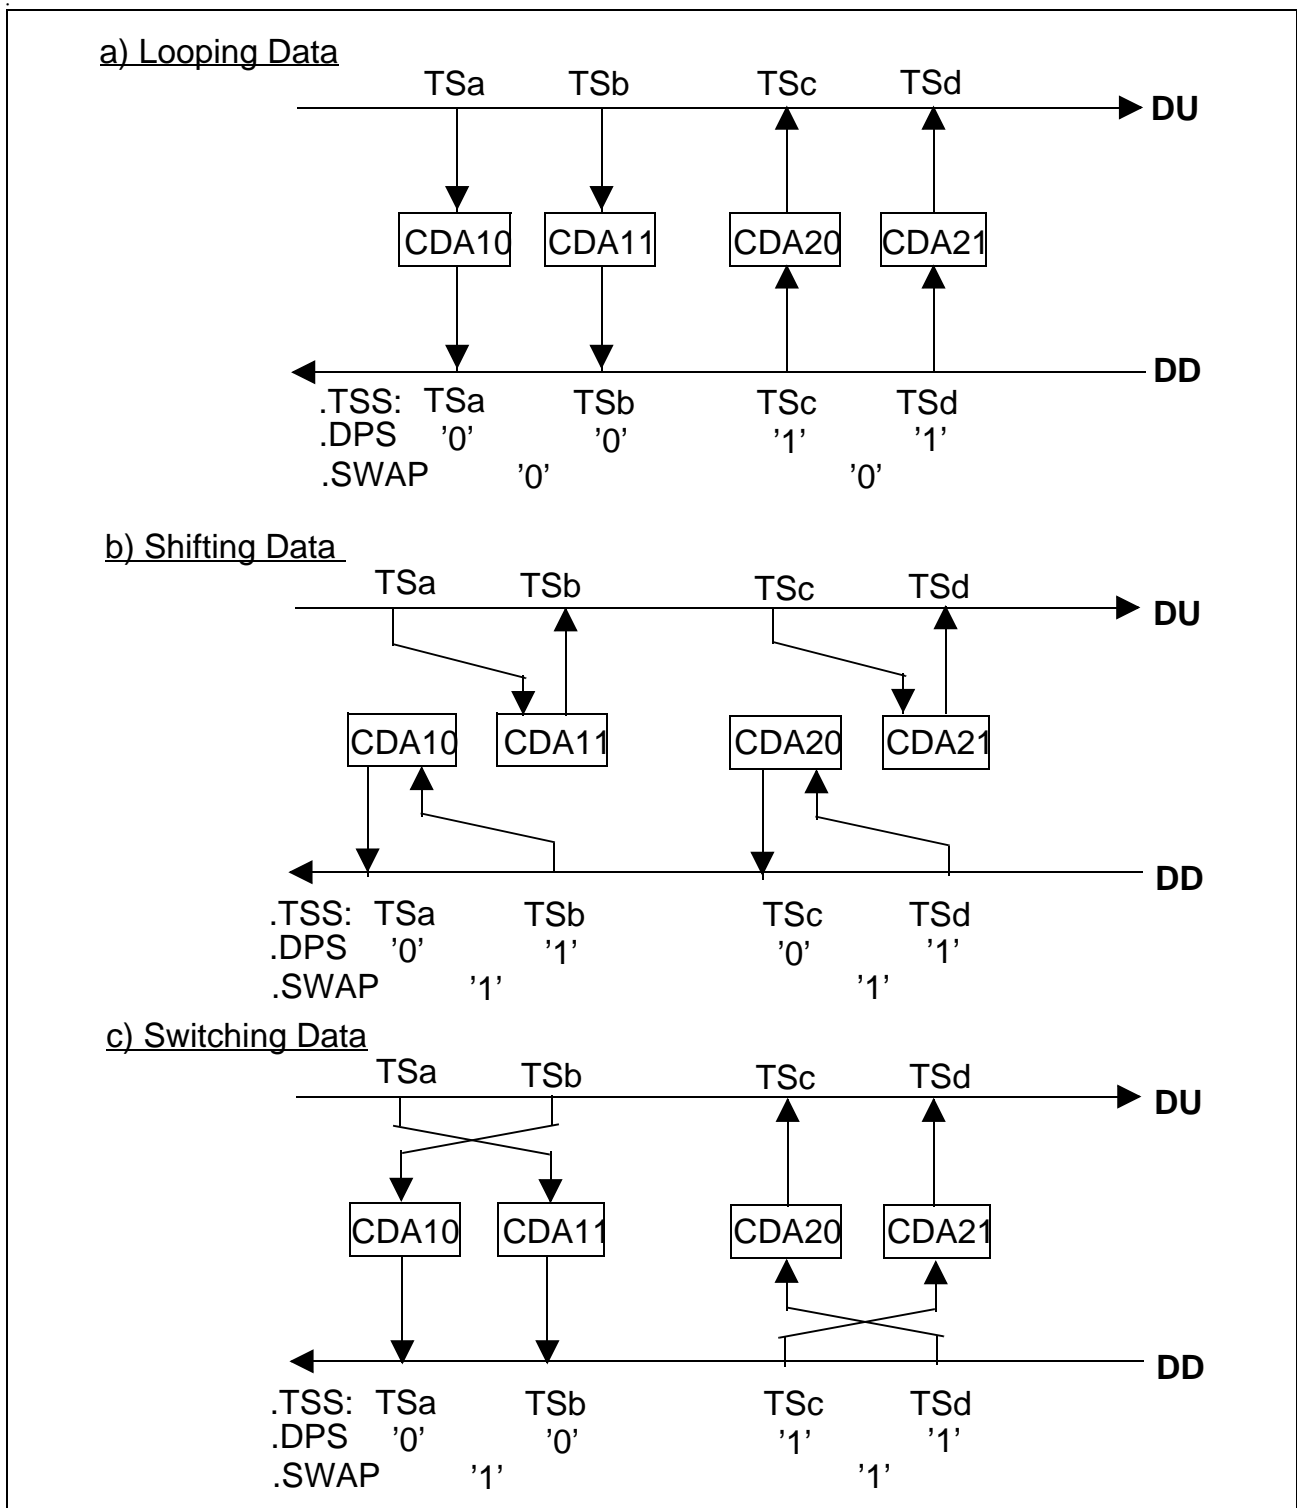 a) Looping Data
TSa TSb TSc TSd
DU
CDA10 CDA11 CDA20 CDA21
DD
.TSS: TSa TSb TSc TSd
.DPS ’0’ ’0’ ’1’ ’1’
.SWAP ’0’ ’0’
b) Shifting Data
TSa TSb TSc TSd
DU
CDA10 CDA11 CDA20 CDA21
DD
.TSS: TSa TSb TSc TSd
.DPS ’0’ ’1’ ’0’ ’1’
.SWAP ’1’ ’1’
c) Switching Data
TSa TSb TSc TSd
DU
CDA10 CDA11 CDA20 CDA21
DD
.TSS: TSa TSb TSc TSd
.DPS ’0’ ’0’ ’1’ ’1’
.SWAP ’1’ ’1’